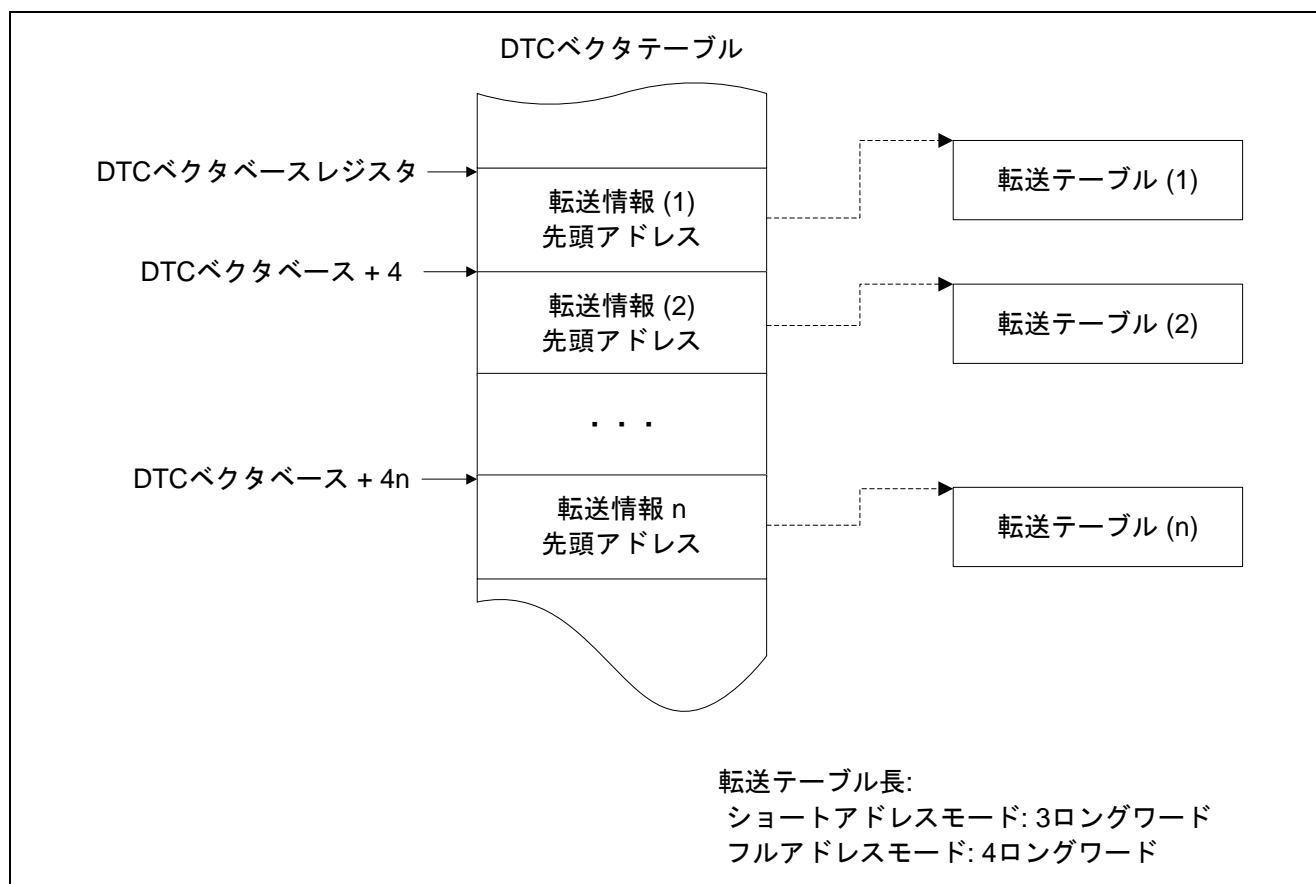 DTCベクタテーブル
DTCベクタベースレジスタ
転送情報 (1)
先頭アドレス
転送テーブル (1)
DTCベクタベース + 4
転送情報 (2)
先頭アドレス
転送テーブル (2)
・・・
DTCベクタベース + 4n
転送情報 n
先頭アドレス
転送テーブル (n)
転送テーブル長:
ショートアドレスモード: 3ロングワード
フルアドレスモード: 4ロングワード